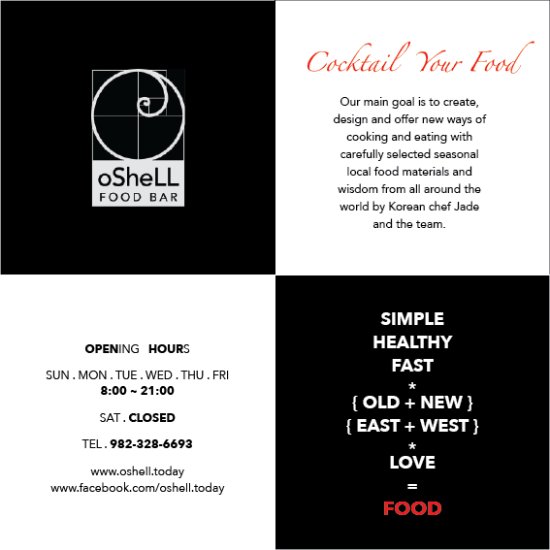 oSheLL
FOOD BAR
Cocktail Your Food
Our main goal is to create,
design and offer new ways of
cooking and eating with
carefully selected seasonal
local food materials and
wisdom from all around the
world by Korean chef Jade
and the team.
OPENING HOURS
SUN . MON . TUE . WED . THU . FRI
8:00 ~ 21:00
SAT . CLOSED
TEL . 982-328-6693
www.oshell.today
www.facebook.com/oshell.today
SIMPLE
HEALTHY
FAST
*
{ OLD + NEW }
{ EAST + WEST }
*
LOVE
=
FOOD